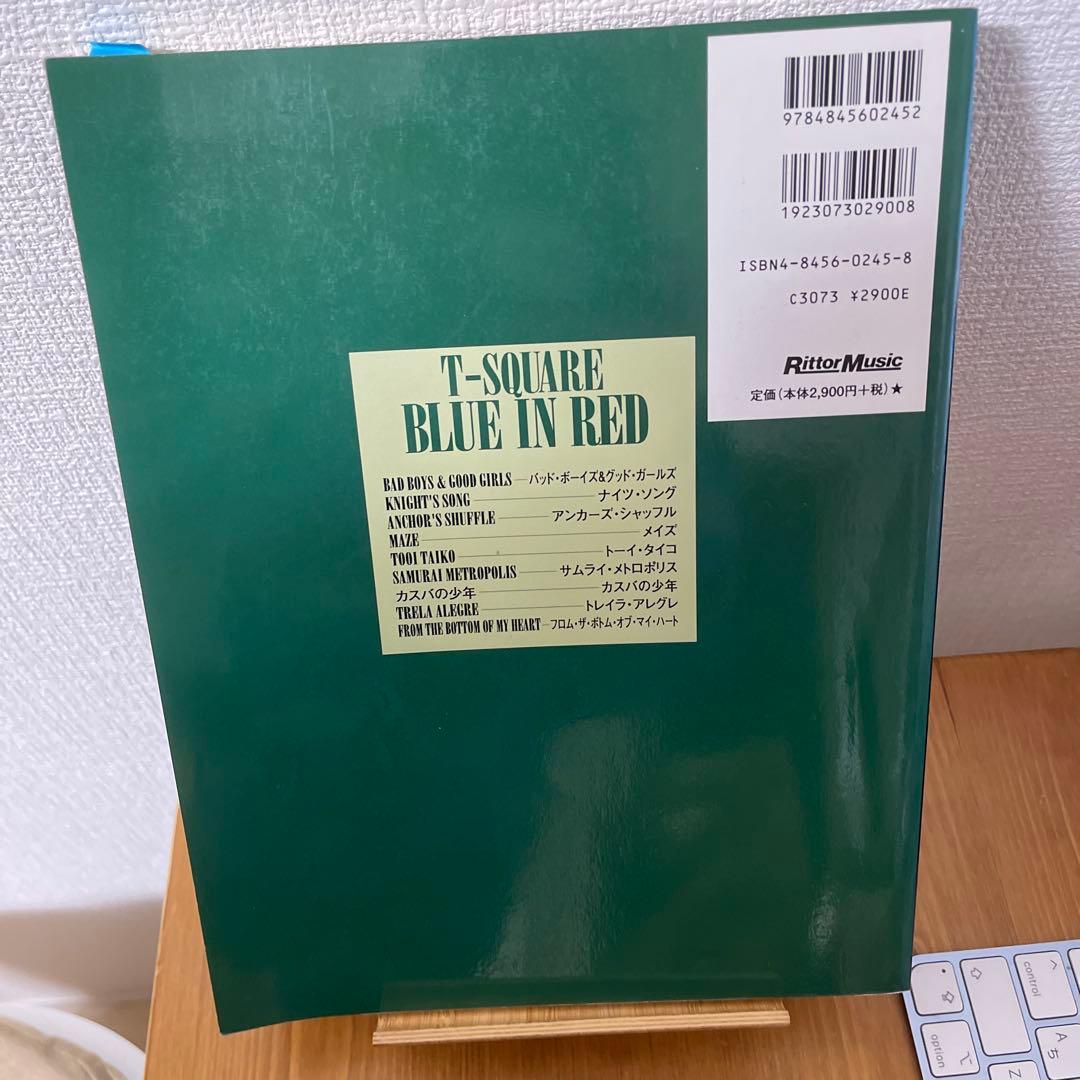 9784845602452
1923073029008
ISBN4-8456-0245-8
C3073 ¥2900E
RittorMusic
定価(本体2,900円+税)★
T-SQUARE
BLUE IN RED
BAD BOYS & GOOD GIRLS—バッド・ボーイズ&グッド・ガールズ
KNIGHT'S SONG—ナイツ・ソング
ANCHOR'S SHUFFLE—アンカーズ・シャッフル
MAZE—メイズ
TOOI TAIKO—トーイ・タイコ
SAMURAI METROPOLIS—サムライ・メトロポリス
カスバの少年—カスバの少年
TRELA ALEGRE—トレイラ・アレグレ
FROM THE BOTTOM OF MY HEART—フロム・ザ・ボトム・オブ・マイ・ハート
control
option
A
ち
Z